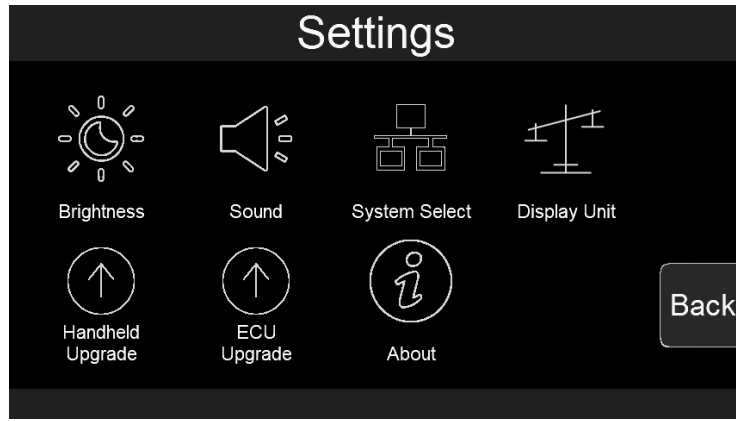 Settings
Brightness
Sound
System Select
Display Unit
Handheld
Upgrade
ECU
Upgrade
About
Back